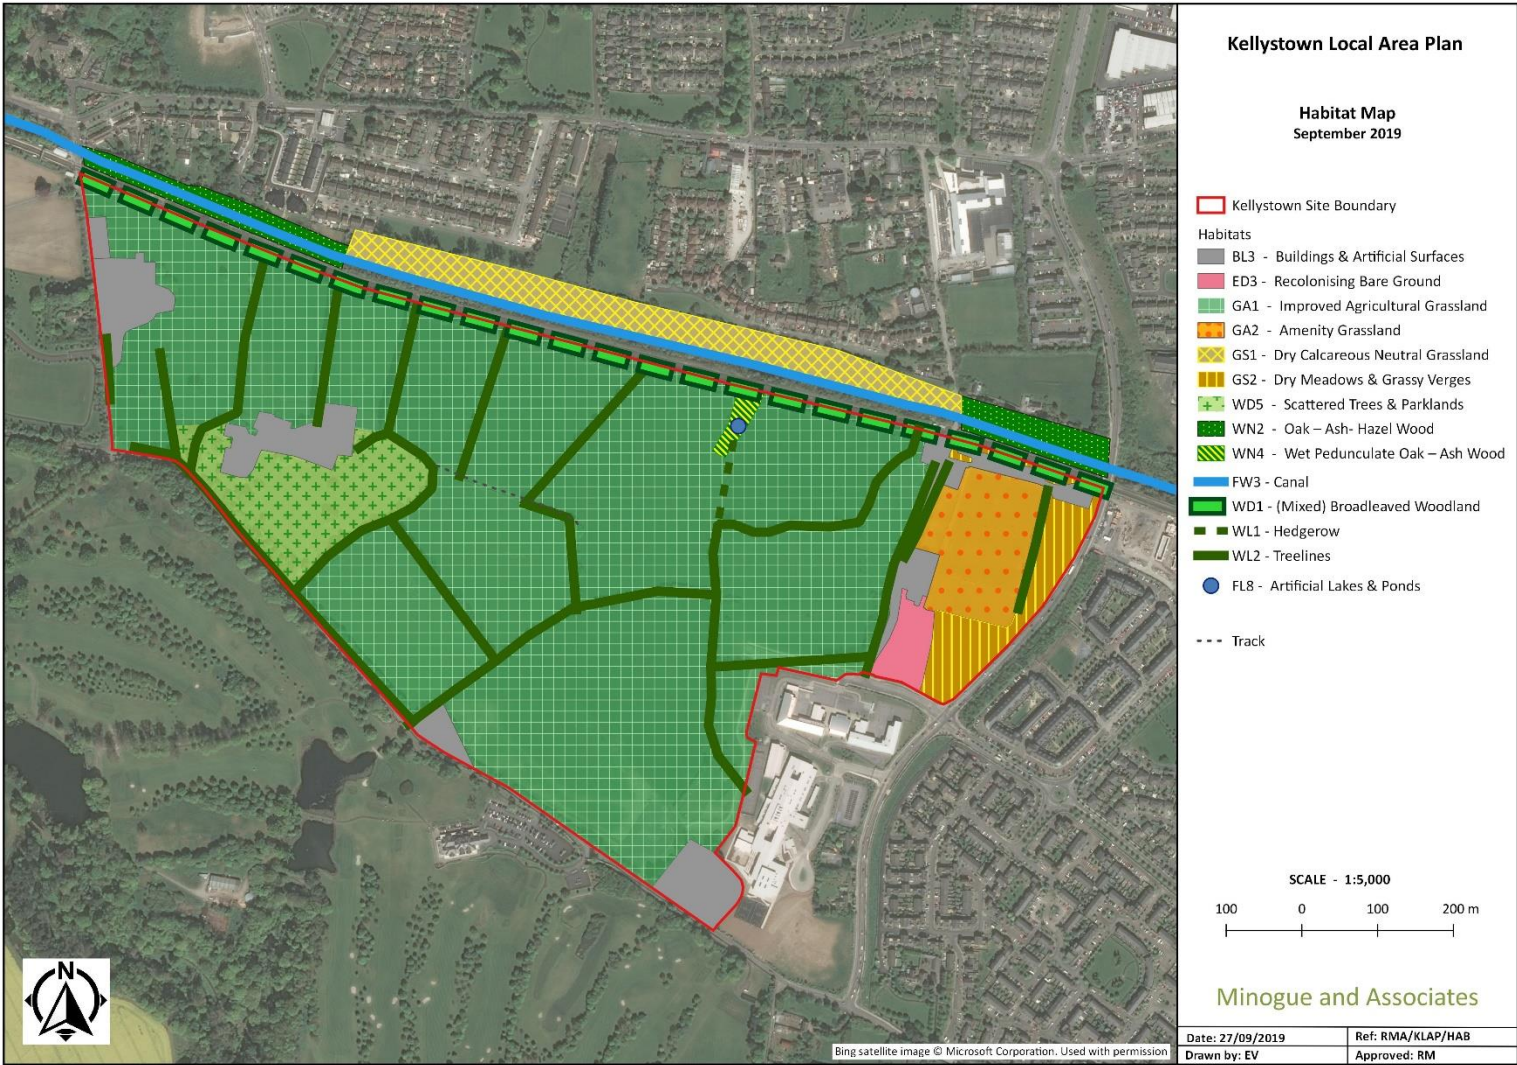 Kellystown Local Area Plan
Habitat Map
September 2019
Kellystown Site Boundary
Habitats
BL3 - Buildings & Artificial Surfaces
ED3 - Recolonising Bare Ground
GA1 - Improved Agricultural Grassland
GA2 - Amenity Grassland
GS1 - Dry Calcareous Neutral Grassland
GS2 - Dry Meadows & Grassy Verges
WD5 - Scattered Trees & Parklands
WN2 - Oak – Ash- Hazel Wood
WN4 - Wet Pedunculate Oak – Ash Wood
FW3 - Canal
WD1 - (Mixed) Broadleaved Woodland
WL1 - Hedgerow
WL2 - Treelines
FL8 - Artificial Lakes & Ponds
Track
SCALE - 1:5,000
100 0 100 200 m
Minogue and Associates
Date: 27/09/2019 Ref: RMA/KLAP/HAB
Drawn by: EV Approved: RM
N
Bing satellite image © Microsoft Corporation. Used with permission